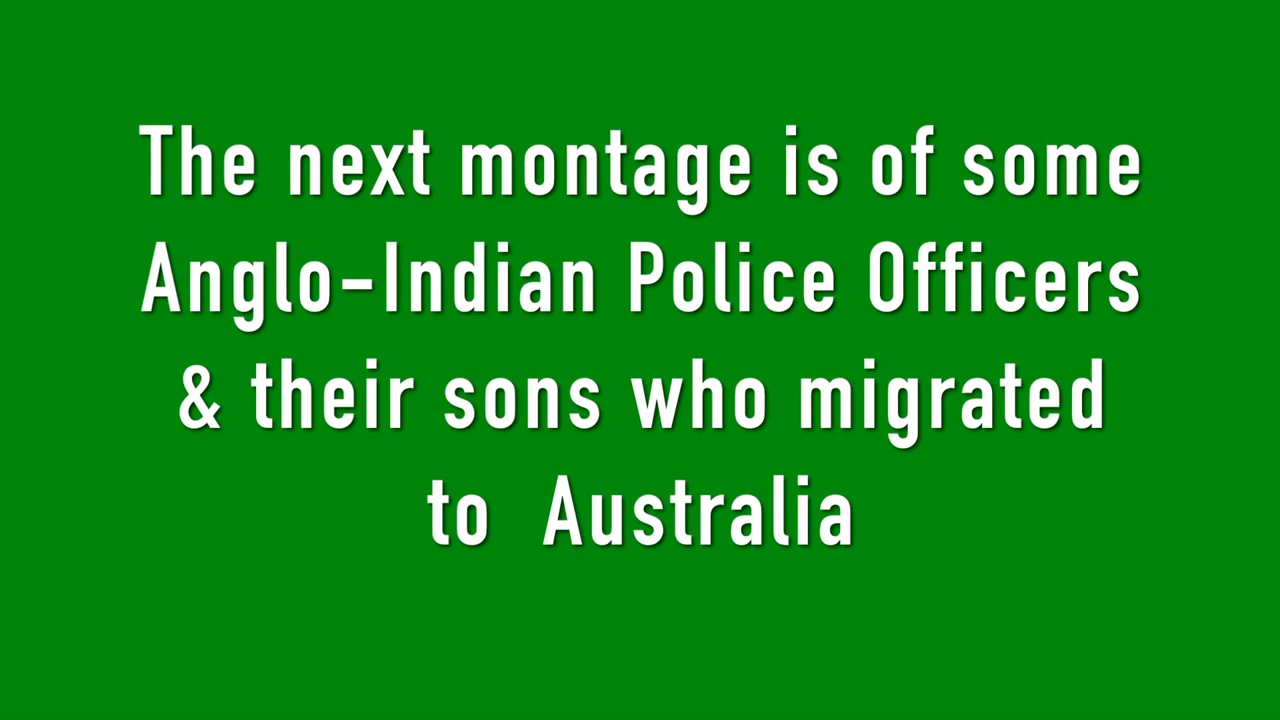 The next montage is of some
Anglo-Indian Police Officers
& their sons who migrated
to Australia